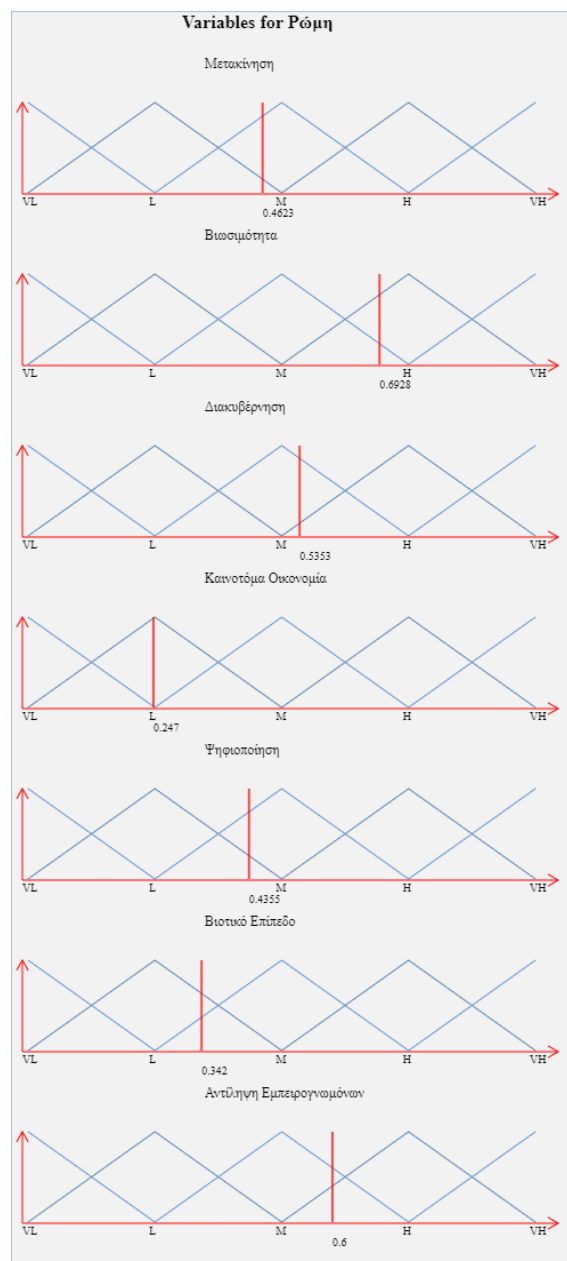 Variables for Ρώμη
Μετακίνηση
VL L M H VH
0.4623
Βιωσιμότητα
VL L M H VH
0.6928
Διακυβέρνηση
VL L M H VH
0.5353
Καινοτόμα Οικονομία
VL L M H VH
0.247
Ψηφιοποίηση
VL L M H VH
0.4355
Βιοτικό Επίπεδο
VL L M H VH
0.342
Αντίληψη Εμπειρογνωμόνων
VL L M H VH
0.6